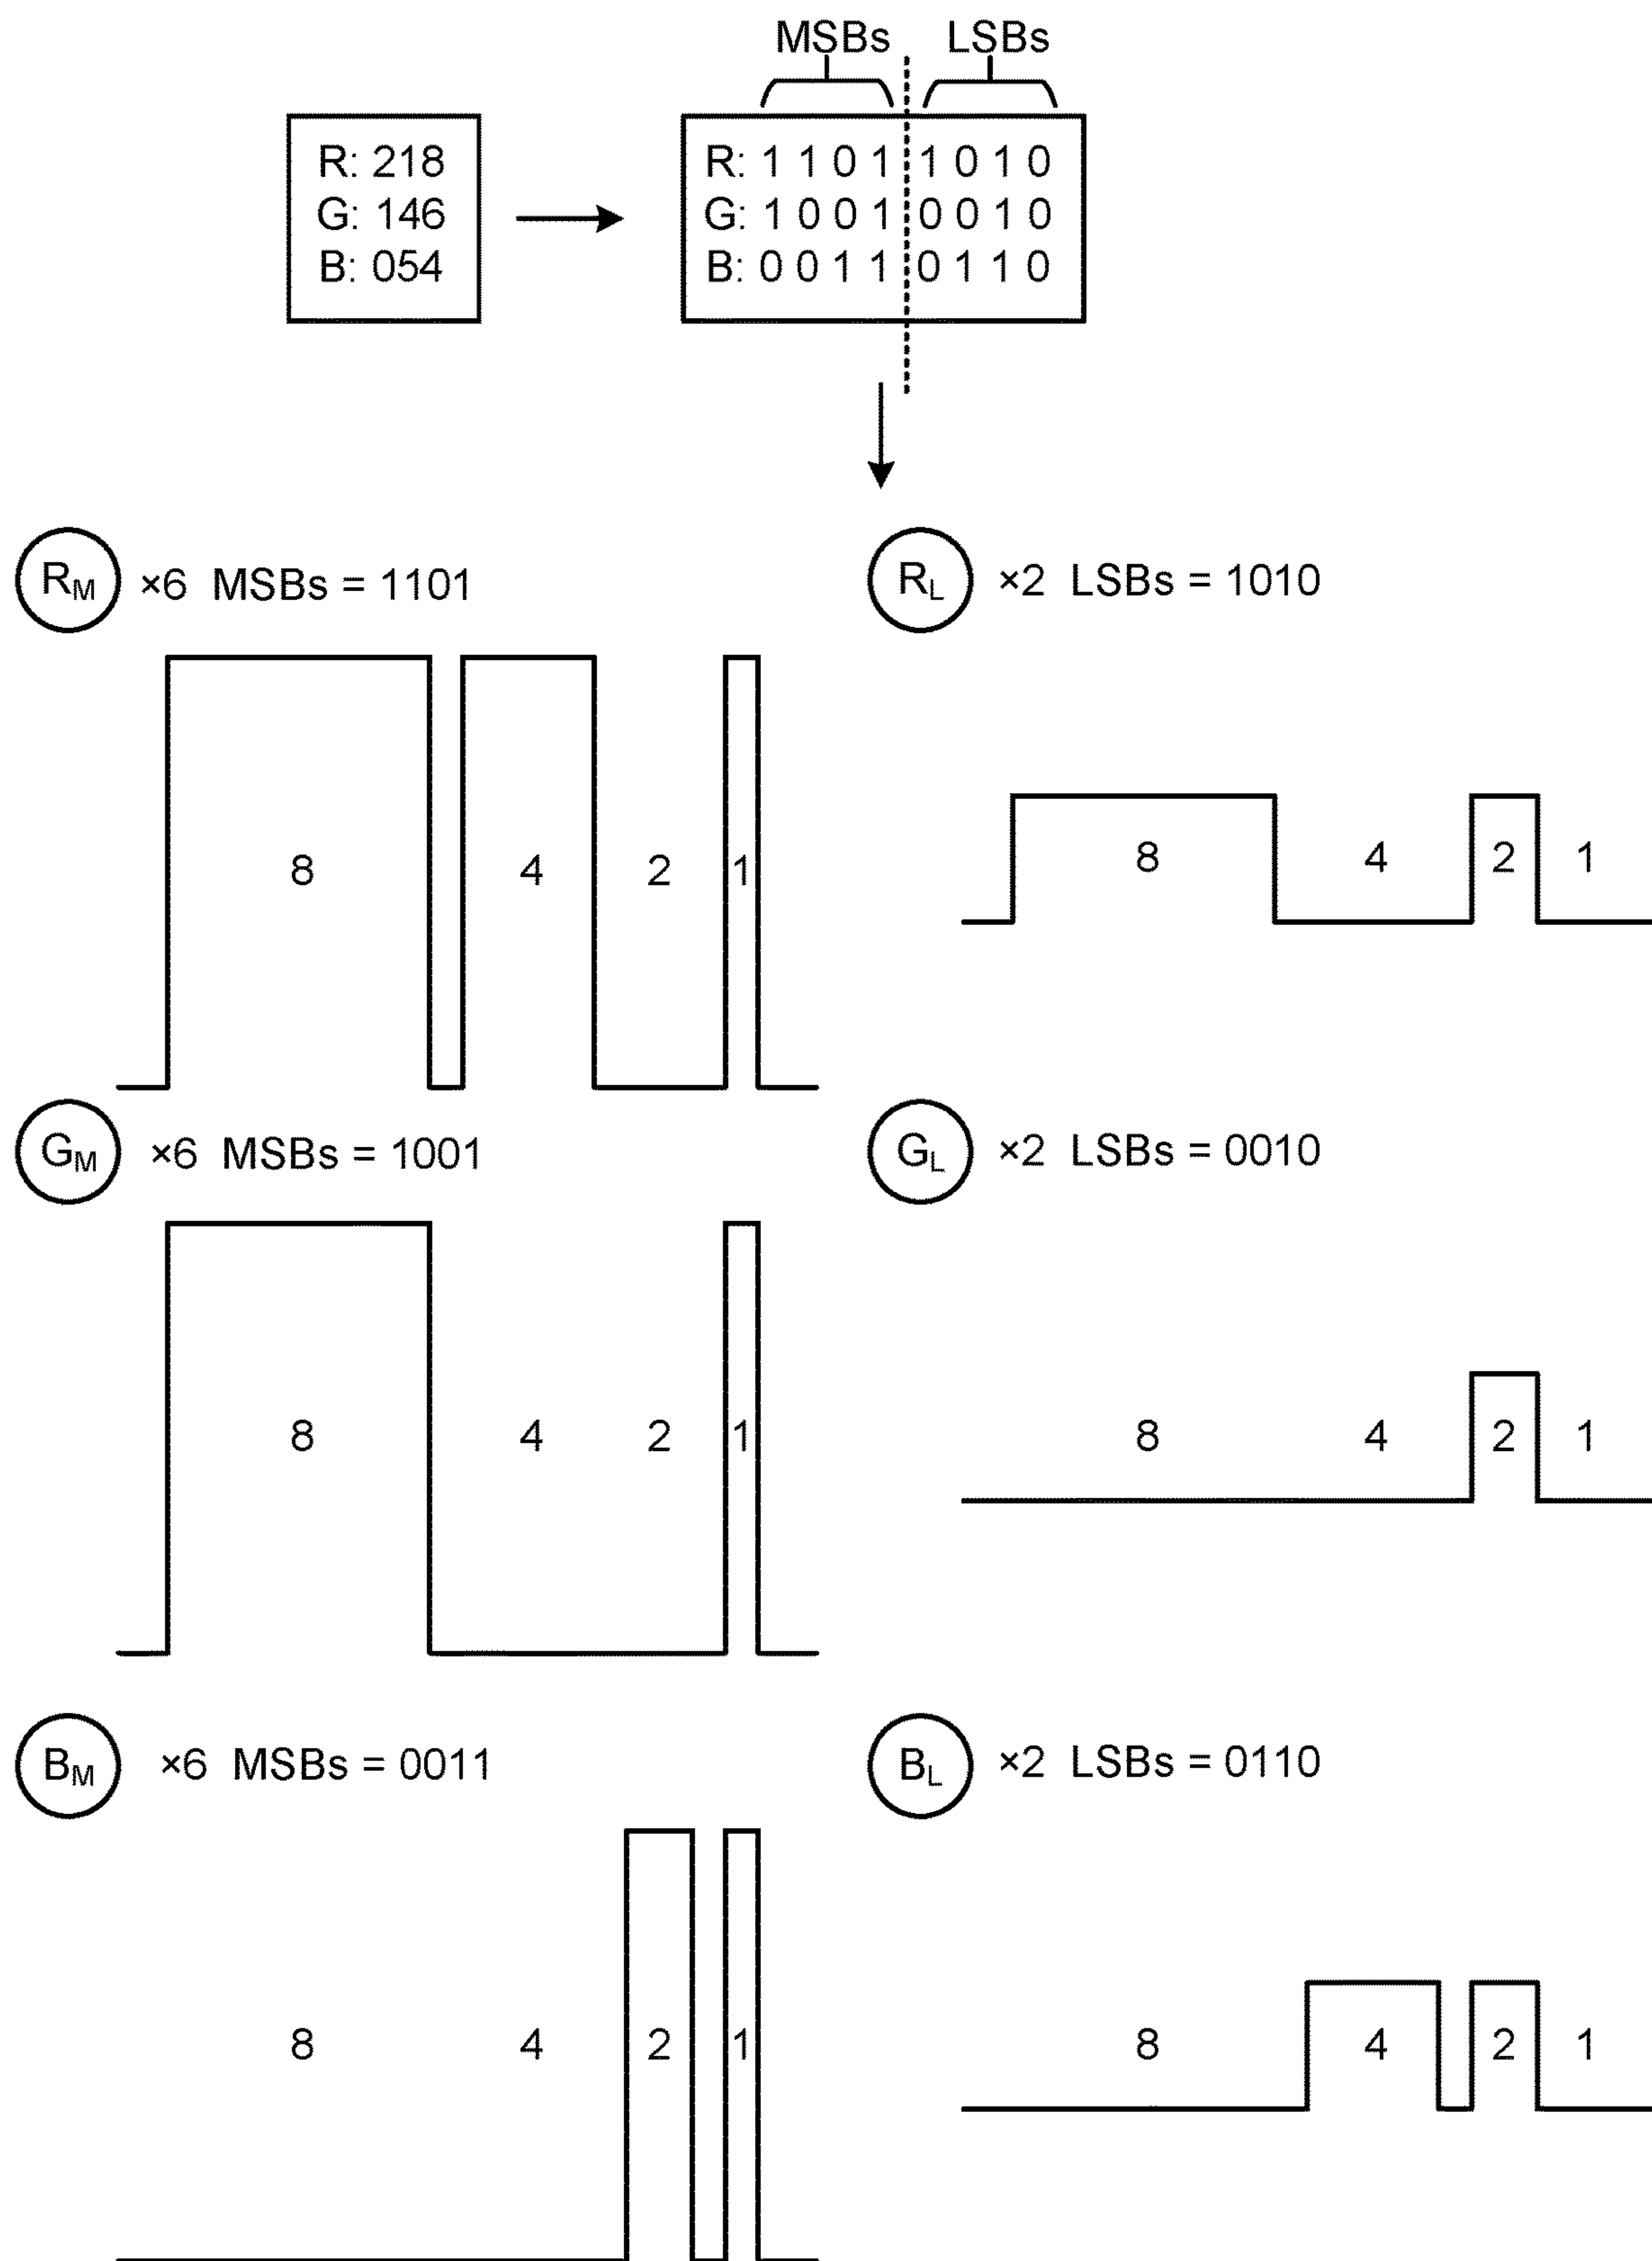 MSBs LSBs
R: 218
G: 146
B: 054
R: 1 1 0 1 1 0 1 0
G: 1 0 0 1 0 0 1 0
B: 0 0 1 1 0 1 1 0
RM ×6 MSBs = 1101
RL ×2 LSBs = 1010
8 4 2 1
8 4 2 1
GM ×6 MSBs = 1001
GL ×2 LSBs = 0010
8 4 2 1
8 4 2 1
BM ×6 MSBs = 0011
BL ×2 LSBs = 0110
8 4 2 1
8 4 2 1